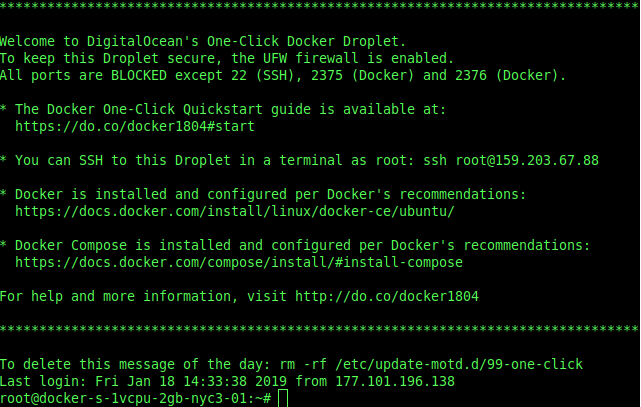 ********************************************************************************
Welcome to DigitalOcean's One-Click Docker Droplet.
To keep this Droplet secure, the UFW firewall is enabled.
All ports are BLOCKED except 22 (SSH), 2375 (Docker) and 2376 (Docker).
* The Docker One-Click Quickstart guide is available at:
  https://do.co/docker1804#start
* You can SSH to this Droplet in a terminal as root: ssh root@159.203.67.88
* Docker is installed and configured per Docker's recommendations:
  https://docs.docker.com/install/linux/docker-ce/ubuntu/
* Docker Compose is installed and configured per Docker's recommendations:
  https://docs.docker.com/compose/install/#install-compose
For help and more information, visit http://do.co/docker1804
********************************************************************************
To delete this message of the day: rm -rf /etc/update-motd.d/99-one-click
Last login: Fri Jan 18 14:33:38 2019 from 177.101.196.138
root@docker-s-1vcpu-2gb-nyc3-01:~#